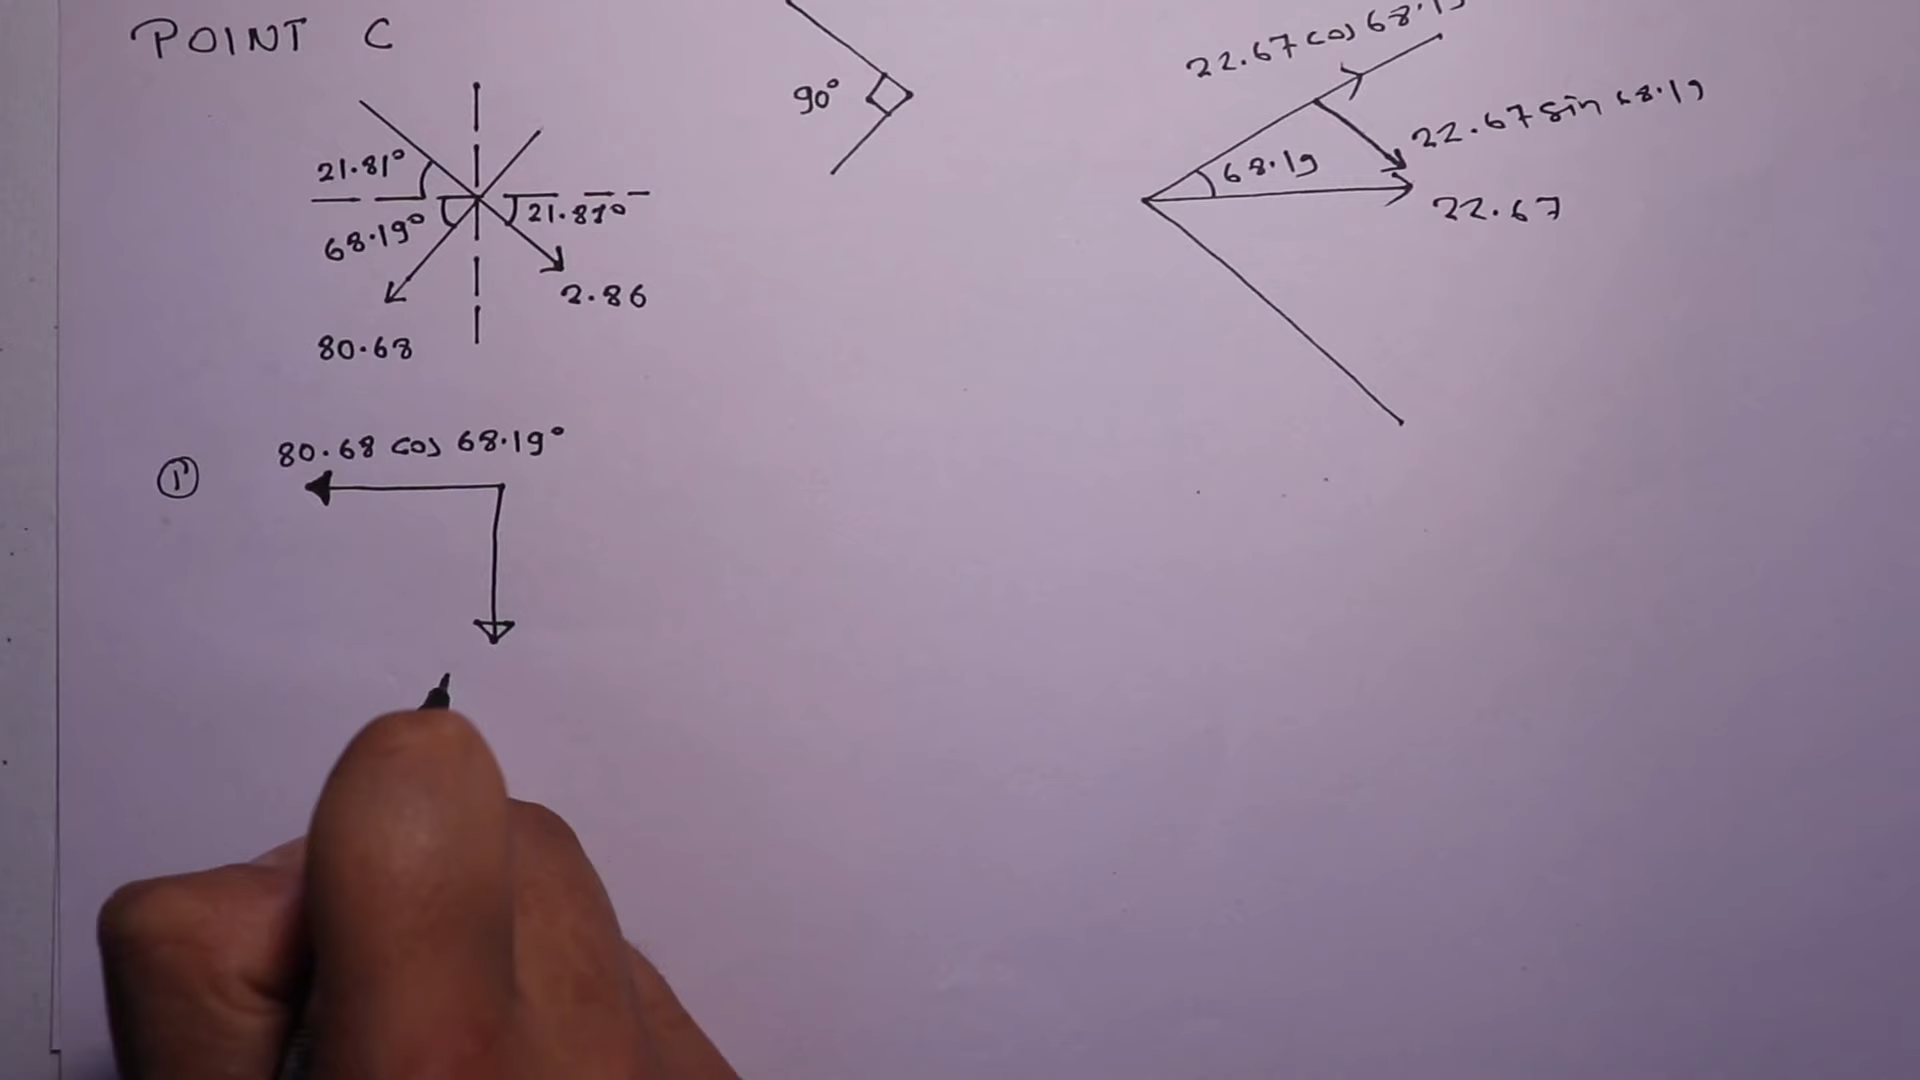 POINT C
21.81°
68.19°
21.81°
2.86
80.68
90°
22.67 cos 68.19
68.19
22.67 sin 68.19
22.67
①
80.68 cos 68.19°